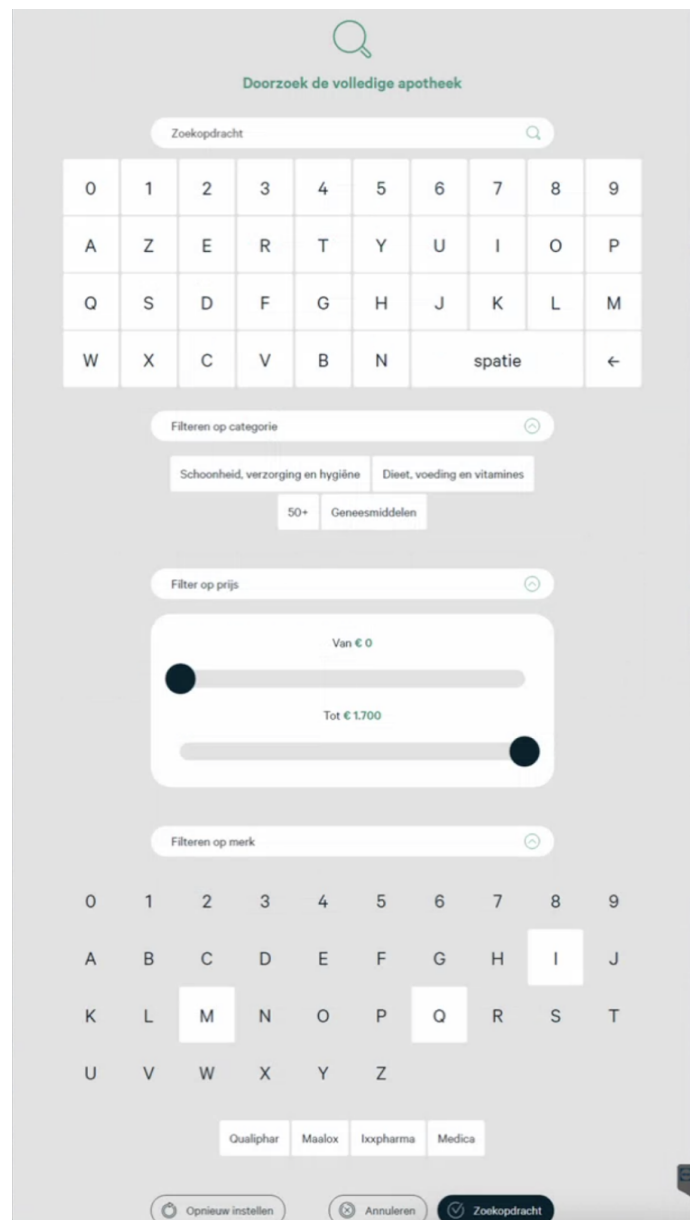 Doorzoek de volledige apotheek
Zoekopdracht
0 1 2 3 4 5 6 7 8 9
A Z E R T Y U I O P
Q S D F G H J K L M
W X C V B N spatie ←
Filteren op categorie
Schoonheid, verzorging en hygiëne Dieet, voeding en vitamines
50+ Geneesmiddelen
Filter op prijs
Van € 0
Tot € 1.700
Filteren op merk
0 1 2 3 4 5 6 7 8 9
A B C D E F G H I J
K L M N O P Q R S T
U V W X Y Z
Qualiphar Maalox Ixxpharma Medica
Opnieuw instellen Annuleren Zoekopdracht